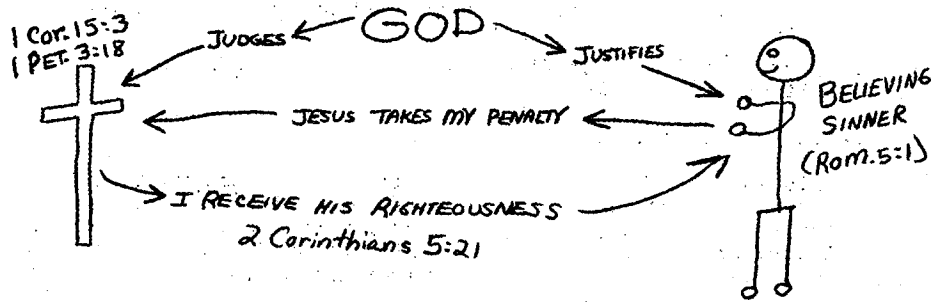 GOD
1 Cor. 15:3
1 PET. 3:18
JUDGES
JUSTIFIES
JESUS TAKES MY PENALTY
BELIEVING
SINNER
(Rom. 5:1)
I RECEIVE HIS RIGHTEOUSNESS
2 Corinthians 5:21